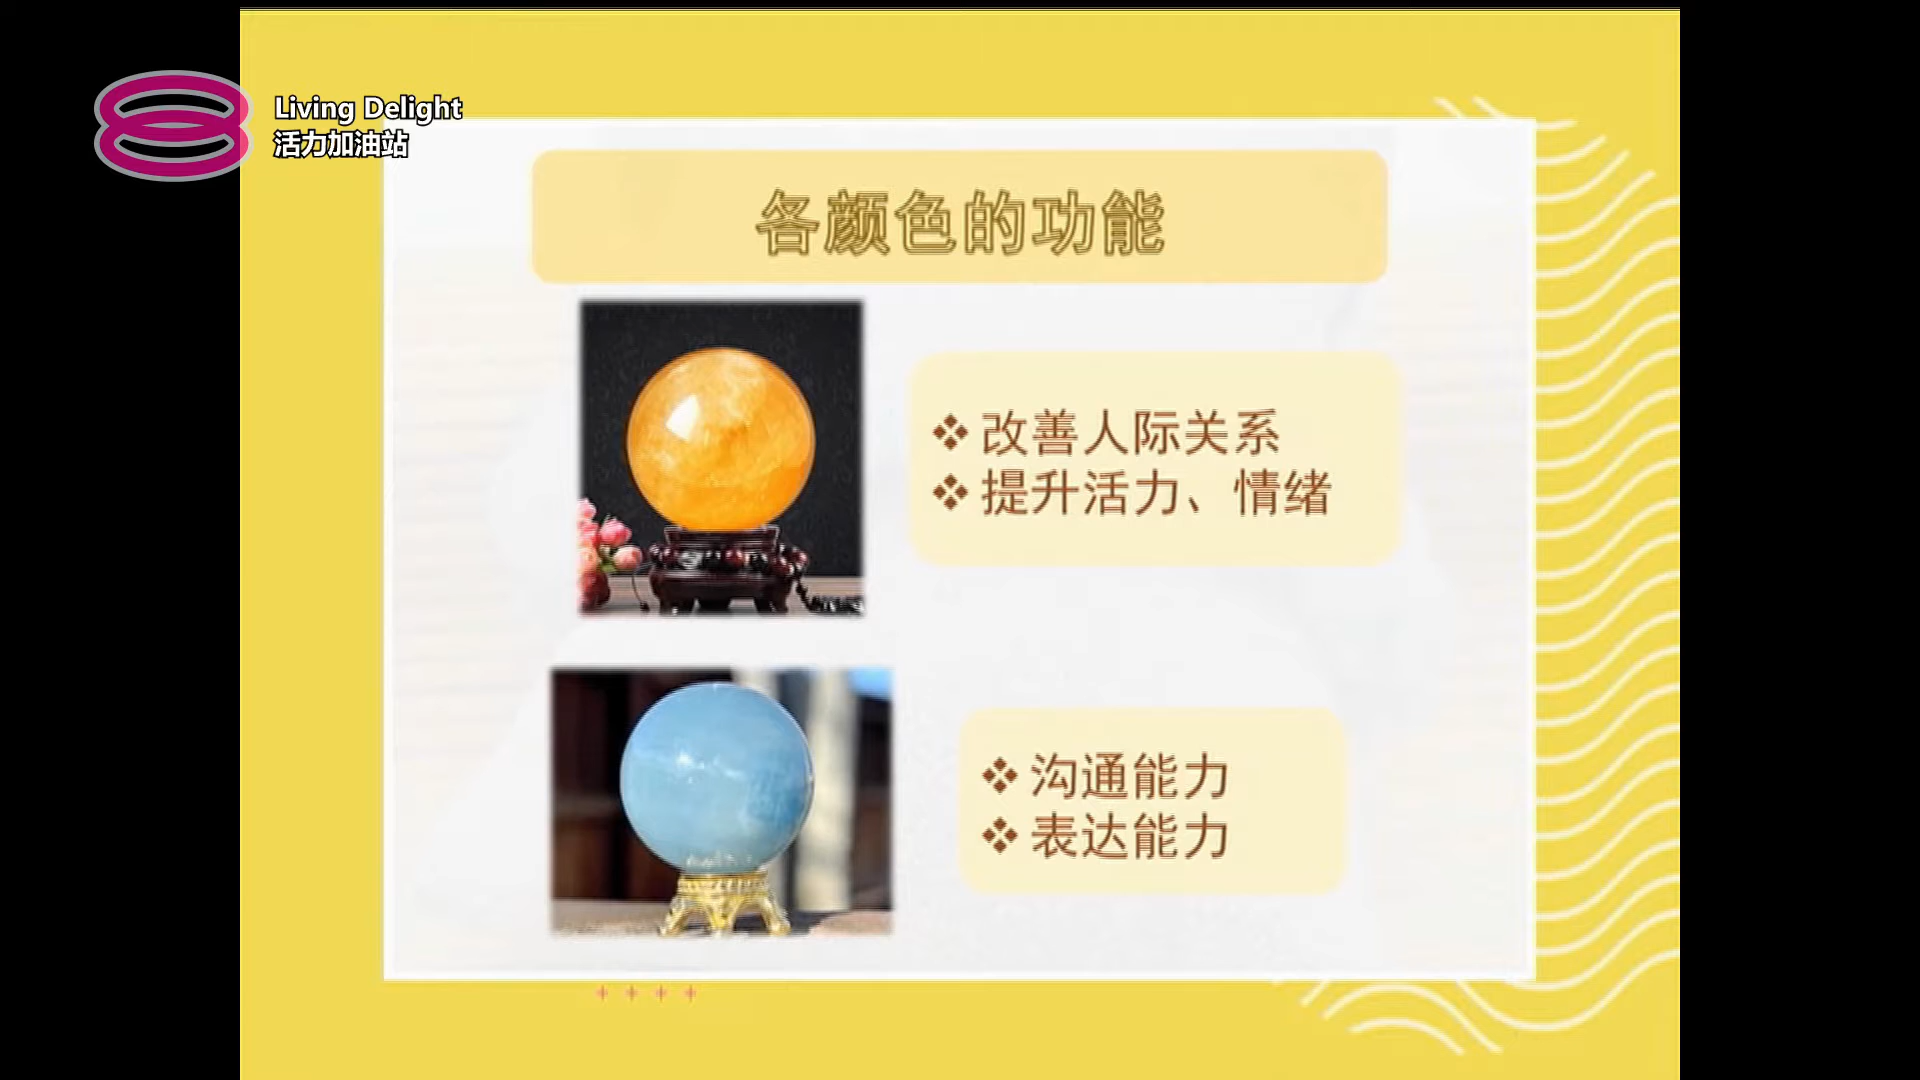 Living Delight
活力加油站
各颜色的功能
改善人际关系
提升活力、情绪
沟通能力
表达能力